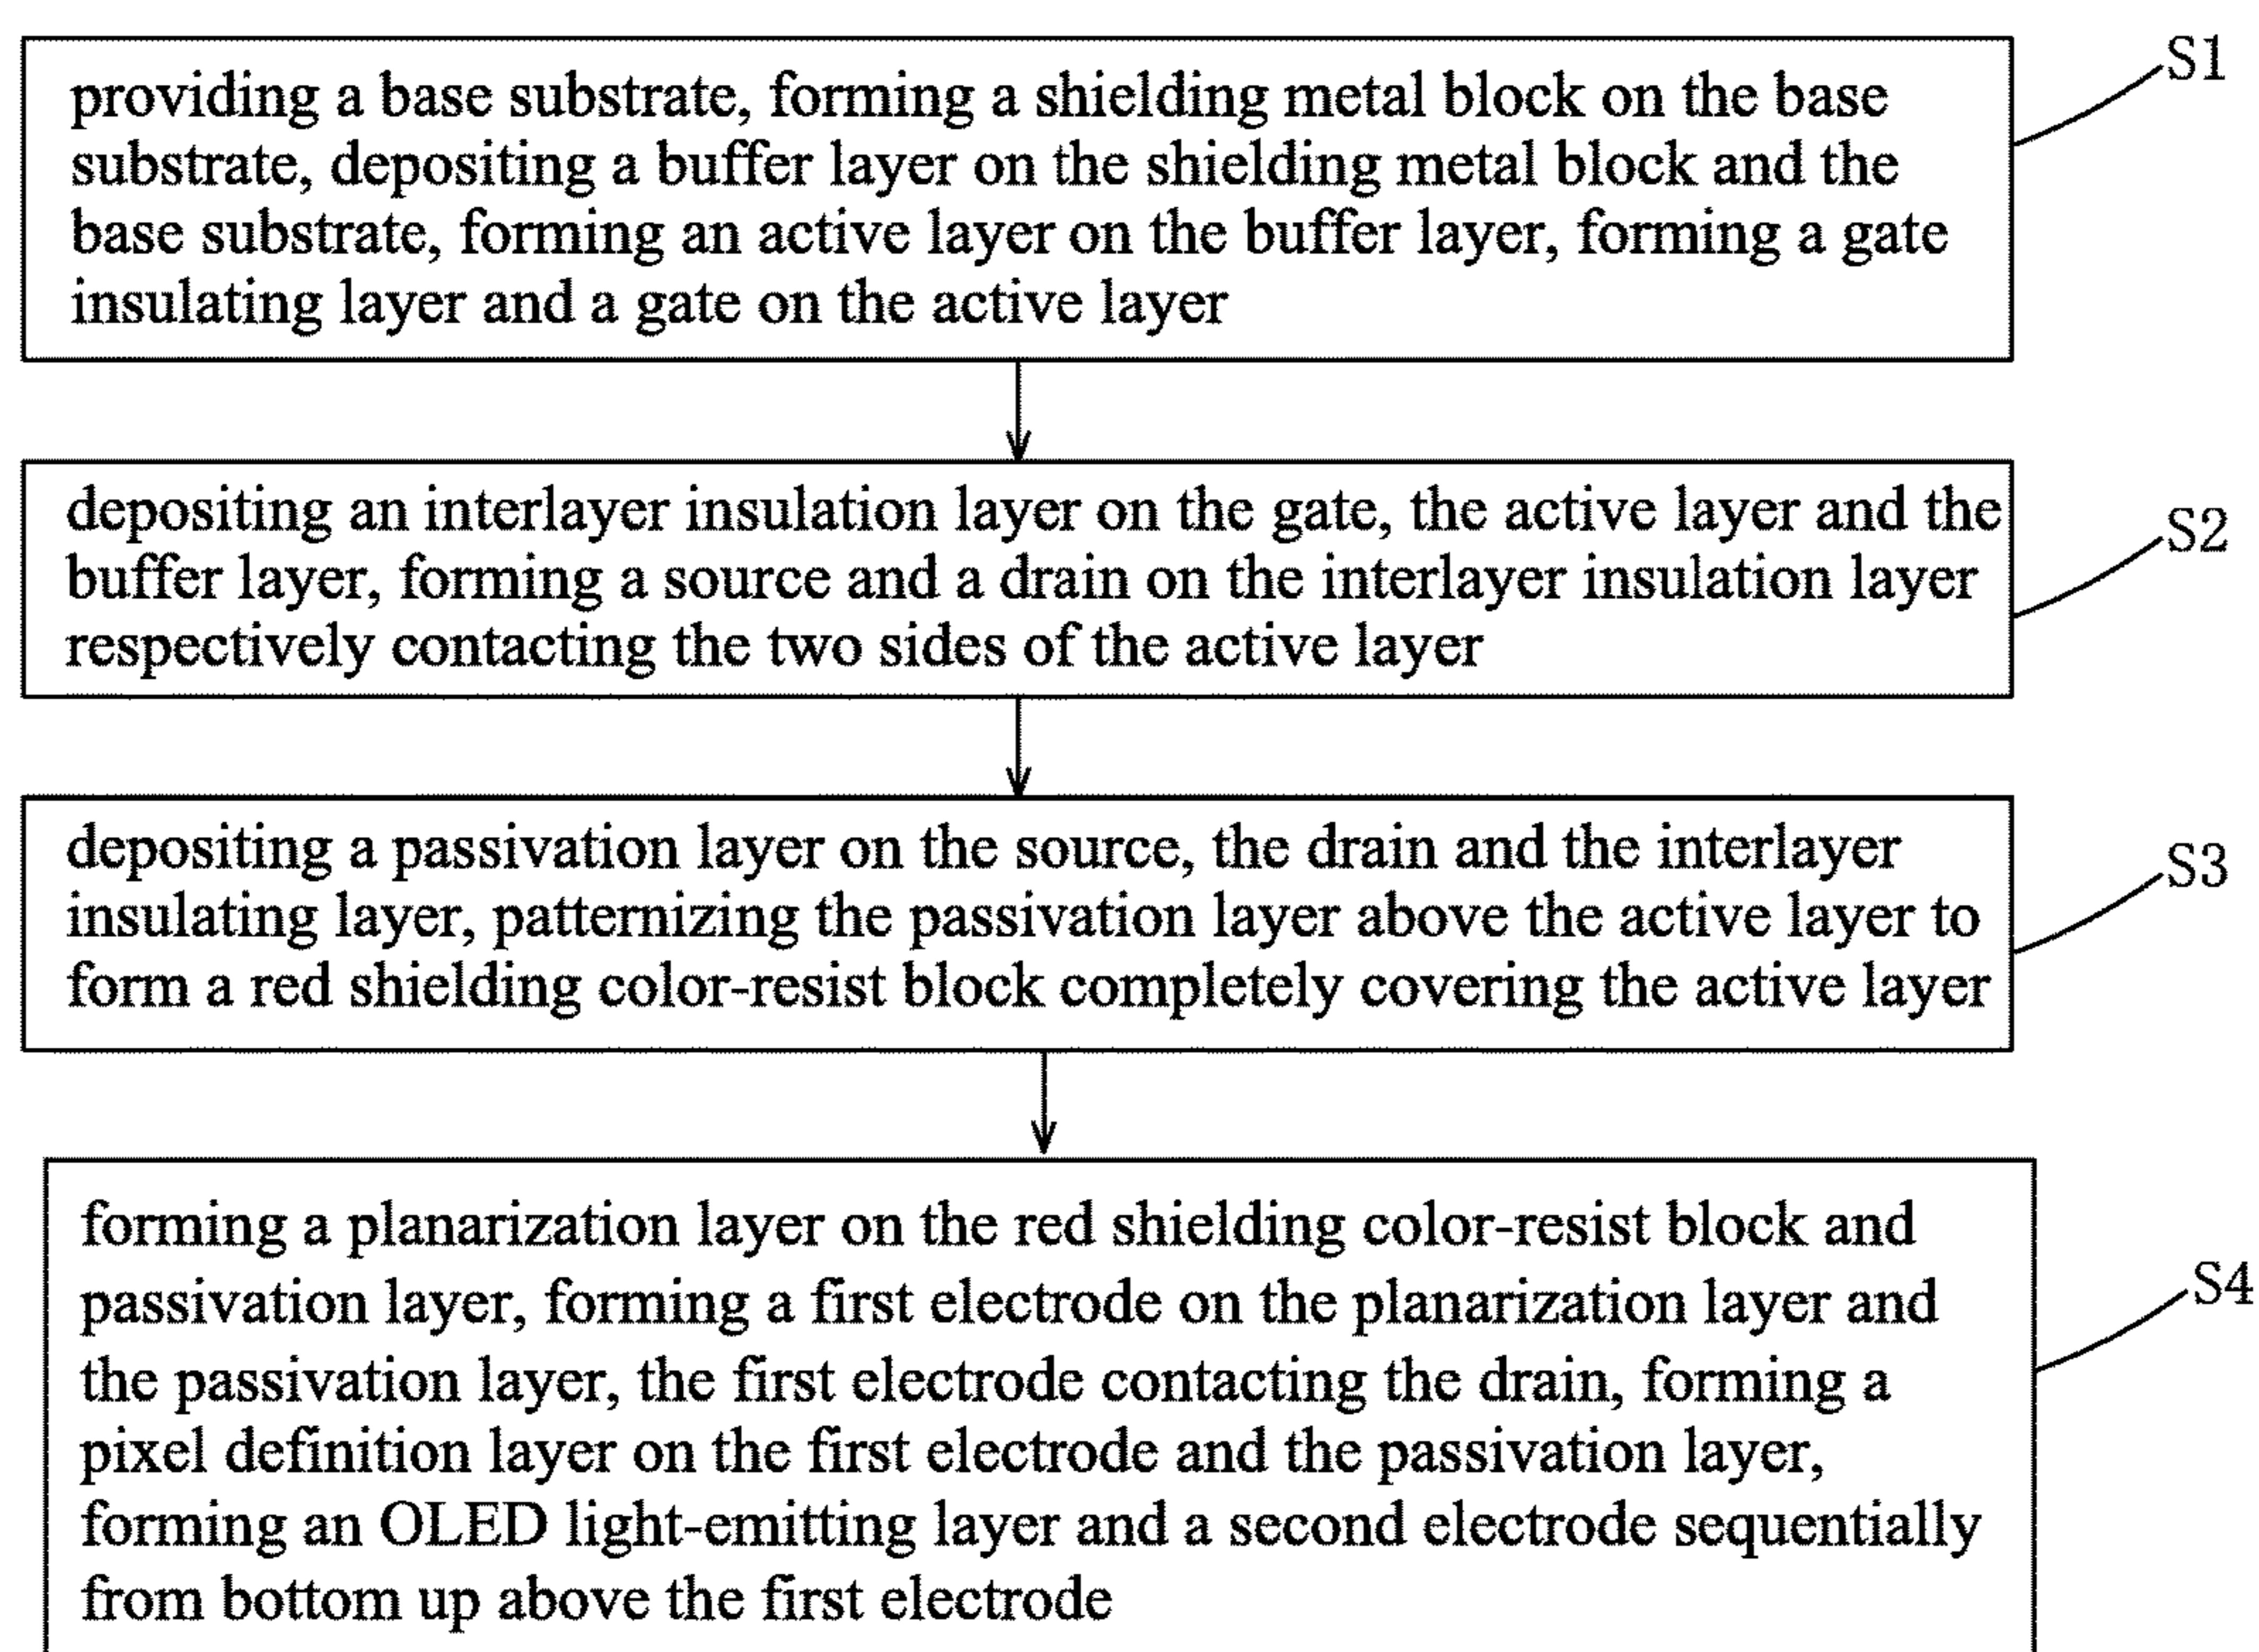 providing a base substrate, forming a shielding metal block on the base
substrate, depositing a buffer layer on the shielding metal block and the
base substrate, forming an active layer on the buffer layer, forming a gate
insulating layer and a gate on the active layer
S1
depositing an interlayer insulation layer on the gate, the active layer and the
buffer layer, forming a source and a drain on the interlayer insulation layer
respectively contacting the two sides of the active layer
S2
depositing a passivation layer on the source, the drain and the interlayer
insulating layer, patternizing the passivation layer above the active layer to
form a red shielding color-resist block completely covering the active layer
S3
forming a planarization layer on the red shielding color-resist block and
passivation layer, forming a first electrode on the planarization layer and
the passivation layer, the first electrode contacting the drain, forming a
pixel definition layer on the first electrode and the passivation layer,
forming an OLED light-emitting layer and a second electrode sequentially
from bottom up above the first electrode
S4